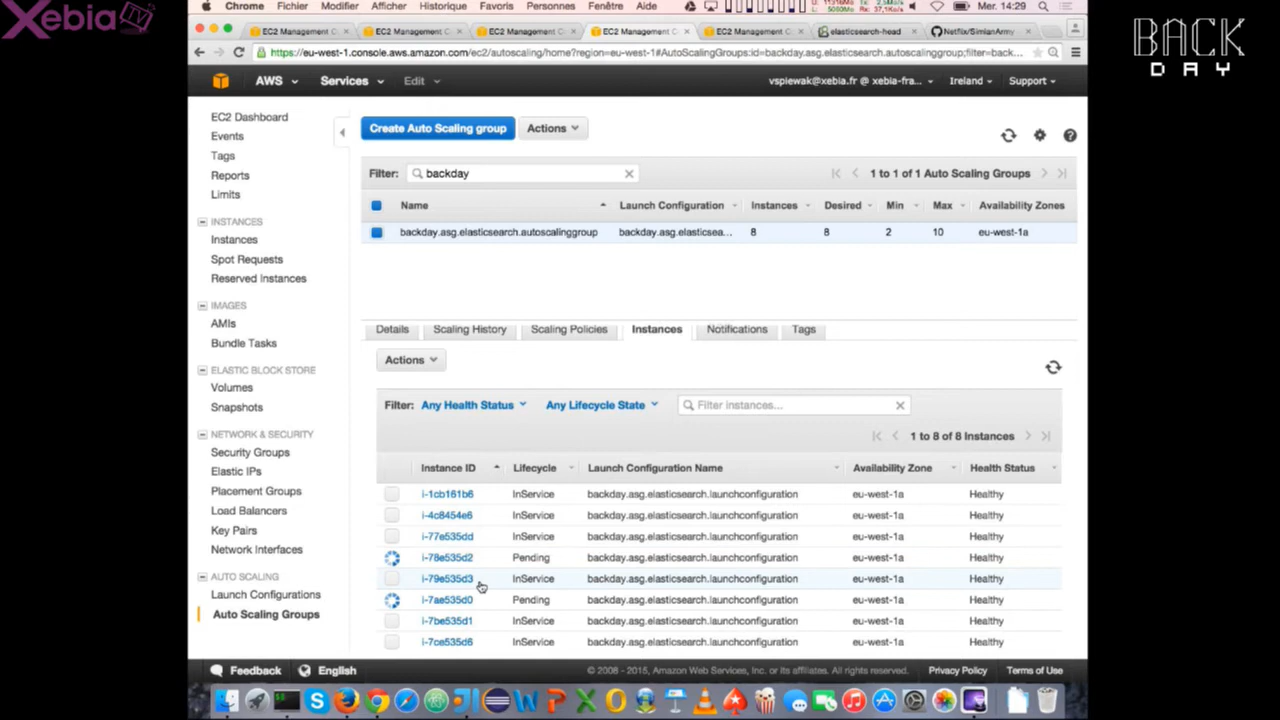 Xebia TV
BACK
DAY
Chrome Fichier Modifier Afficher Historique Favoris Personnes Fenêtre Aide Mer. 14:29
EC2 Management C EC2 Management C EC2 Management C EC2 Management C EC2 Management C elasticsearch-head Netflix/SimianArmy
https://eu-west-1.console.aws.amazon.com/ec2/autoscaling/home?region=eu-west-1#AutoScalingGroups:id=backday.asg.elasticsearch.autoscalinggroup;filter=back...
AWS Services Edit vspiewak@xebia.fr @ xebia-fra... Ireland Support
EC2 Dashboard
Events
Tags
Reports
Limits
INSTANCES
Instances
Spot Requests
Reserved Instances
IMAGES
AMIs
Bundle Tasks
ELASTIC BLOCK STORE
Volumes
Snapshots
NETWORK & SECURITY
Security Groups
Elastic IPs
Placement Groups
Load Balancers
Key Pairs
Network Interfaces
AUTO SCALING
Launch Configurations
Auto Scaling Groups
Create Auto Scaling group Actions
Filter: backday 1 to 1 of 1 Auto Scaling Groups
Name Launch Configuration Instances Desired Min Max Availability Zones
backday.asg.elasticsearch.autoscalinggroup backday.asg.elasticsea... 8 8 2 10 eu-west-1a
Details Scaling History Scaling Policies Instances Notifications Tags
Actions
Filter: Any Health Status Any Lifecycle State Filter instances...
1 to 8 of 8 Instances
Instance ID Lifecycle Launch Configuration Name Availability Zone Health Status
i-1cb161b6 InService backday.asg.elasticsearch.launchconfiguration eu-west-1a Healthy
i-4c8454e6 InService backday.asg.elasticsearch.launchconfiguration eu-west-1a Healthy
i-77e535dd InService backday.asg.elasticsearch.launchconfiguration eu-west-1a Healthy
i-78e535d2 Pending backday.asg.elasticsearch.launchconfiguration eu-west-1a Healthy
i-79e535d3 InService backday.asg.elasticsearch.launchconfiguration eu-west-1a Healthy
i-7ae535d0 Pending backday.asg.elasticsearch.launchconfiguration eu-west-1a Healthy
i-7be535d1 InService backday.asg.elasticsearch.launchconfiguration eu-west-1a Healthy
i-7ce535d6 InService backday.asg.elasticsearch.launchconfiguration eu-west-1a Healthy
Feedback English © 2008 - 2015, Amazon Web Services, Inc. or its affiliates. All rights reserved. Privacy Policy Terms of Use